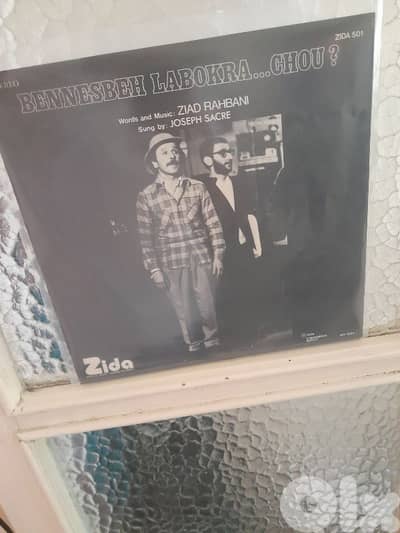 BENNESBEH LABOKRA...CHOU?
ZIDA 501
Words and Music: ZIAD RAHBANI
Sung by: JOSEPH SACRE
Zida
OLX